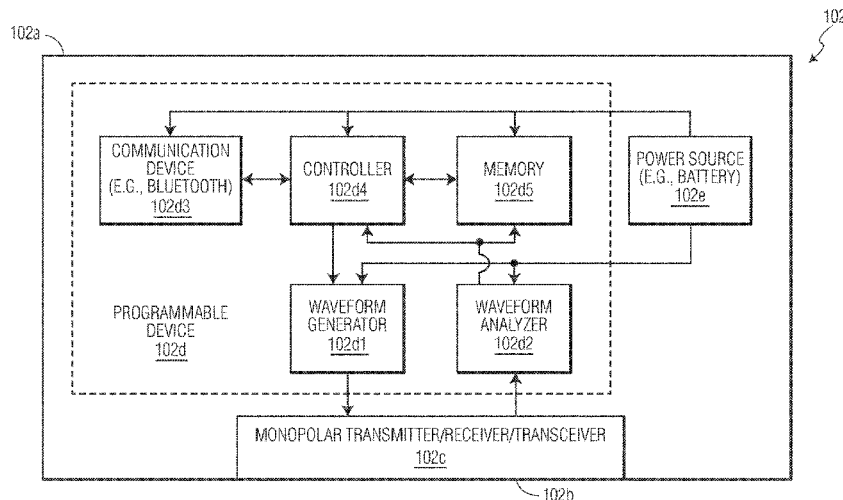 102a
102
COMMUNICATION
DEVICE
(E.G., BLUETOOTH)
102d3
CONTROLLER
102d4
MEMORY
102d5
POWER SOURCE
(E.G., BATTERY)
102e
PROGRAMMABLE
DEVICE
102d
WAVEFORM
GENERATOR
102d1
WAVEFORM
ANALYZER
102d2
MONOPOLAR TRANSMITTER/RECEIVER/TRANSCEIVER
102c
102b